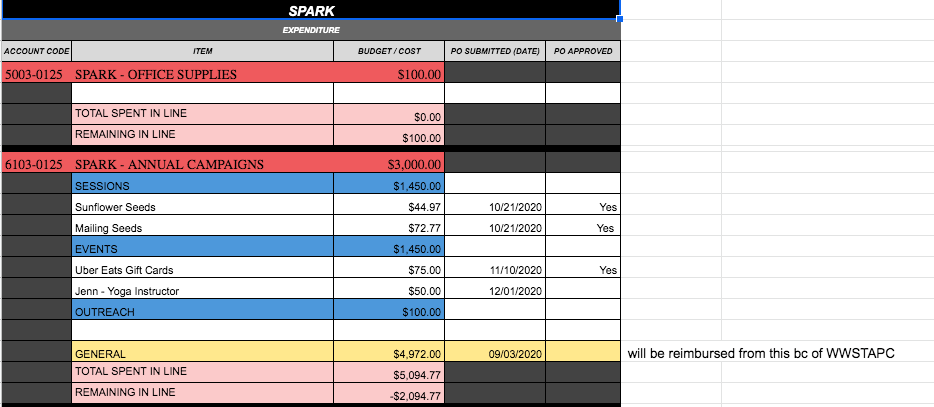 SPARK
EXPENDITURE
ACCOUNT CODE ITEM BUDGET / COST PO SUBMITTED (DATE) PO APPROVED
5003-0125 SPARK - OFFICE SUPPLIES $100.00
TOTAL SPENT IN LINE $0.00
REMAINING IN LINE $100.00
6103-0125 SPARK - ANNUAL CAMPAIGNS $3,000.00
SESSIONS $1,450.00
Sunflower Seeds $44.97 10/21/2020 Yes
Mailing Seeds $72.77 10/21/2020 Yes
EVENTS $1,450.00
Uber Eats Gift Cards $75.00 11/10/2020 Yes
Jenn - Yoga Instructor $50.00 12/01/2020
OUTREACH $100.00
GENERAL $4,972.00 09/03/2020 will be reimbursed from this bc of WWSTAPC
TOTAL SPENT IN LINE $5,094.77
REMAINING IN LINE -$2,094.77